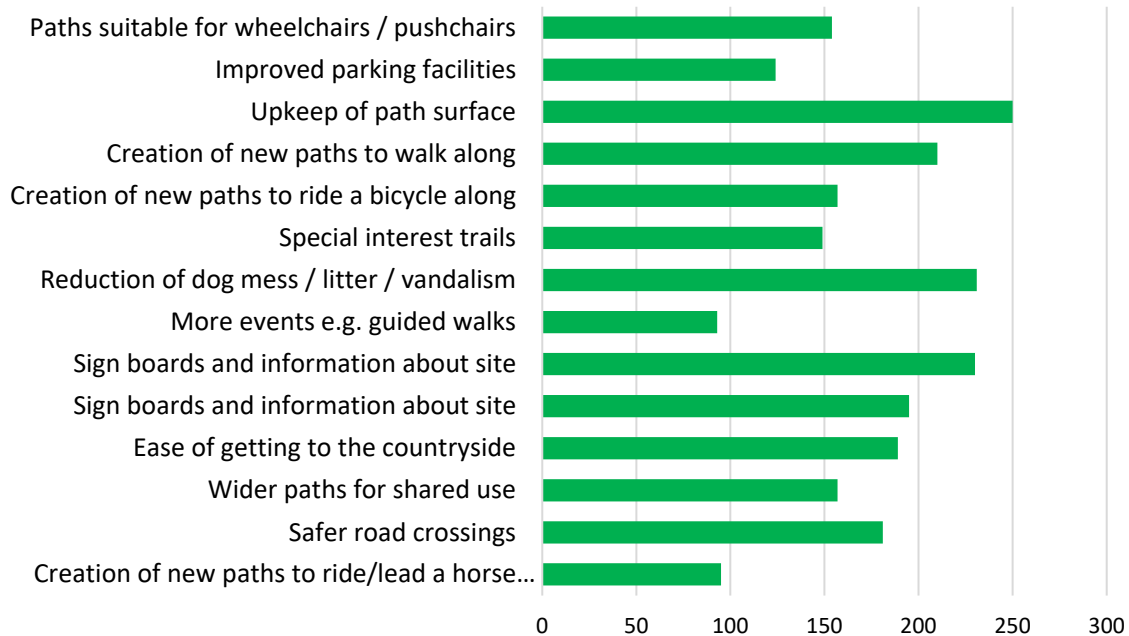 Paths suitable for wheelchairs / pushchairs
Improved parking facilities
Upkeep of path surface
Creation of new paths to walk along
Creation of new paths to ride a bicycle along
Special interest trails
Reduction of dog mess / litter / vandalism
More events e.g. guided walks
Sign boards and information about site
Sign boards and information about site
Ease of getting to the countryside
Wider paths for shared use
Safer road crossings
Creation of new paths to ride/lead a horse...
0 50 100 150 200 250 300